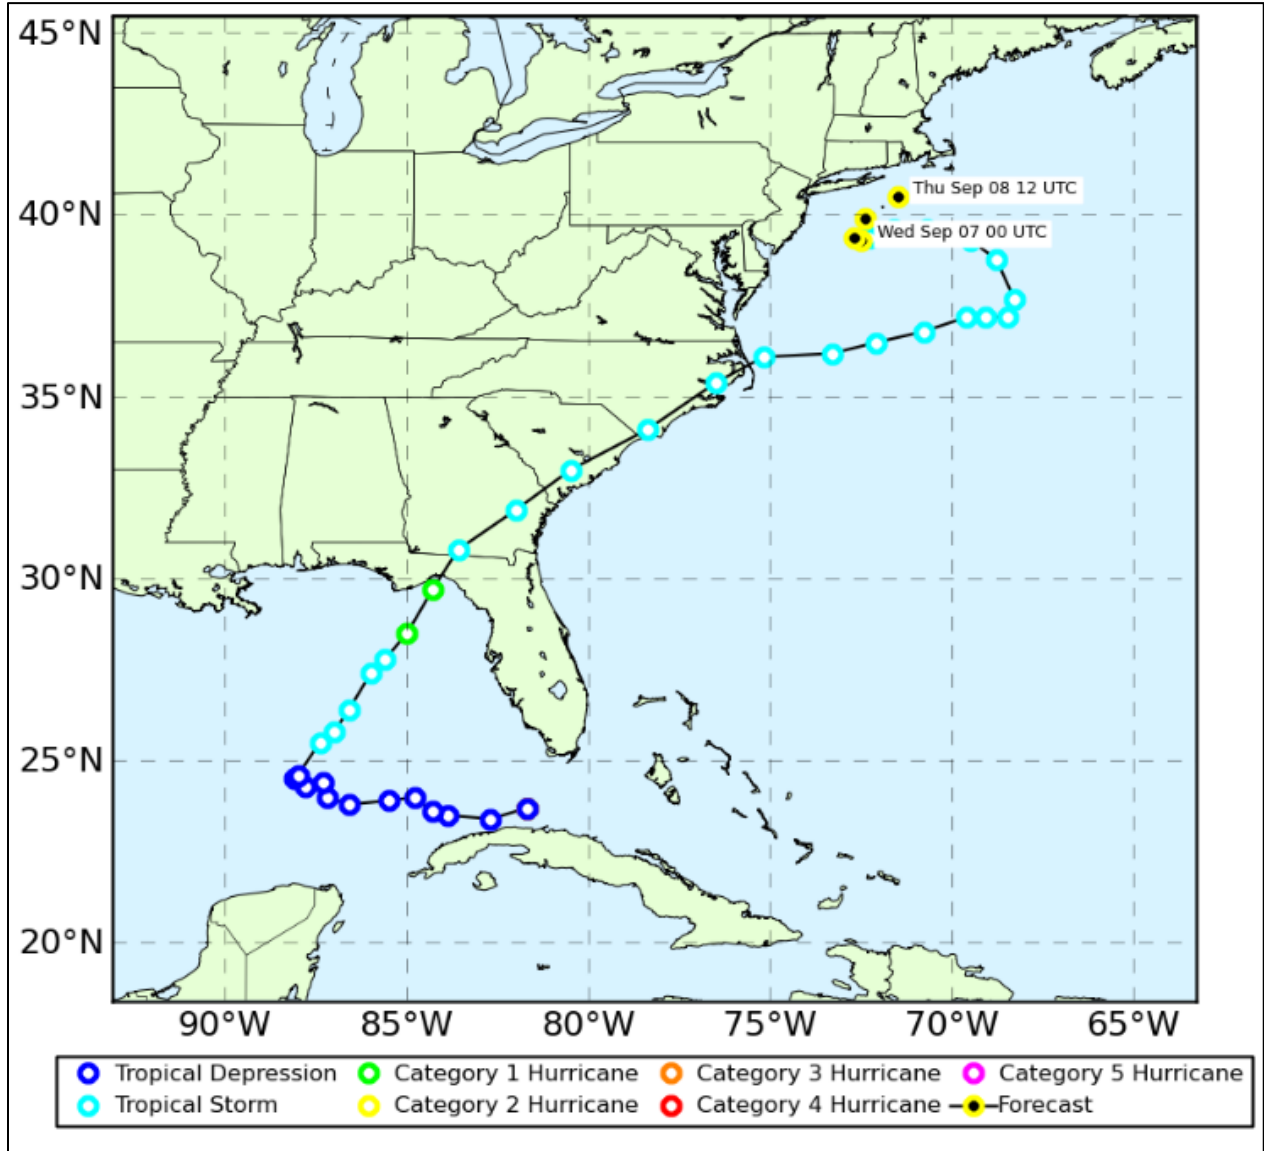 45°N
Thu Sep 08 12 UTC
40°N
Wed Sep 07 00 UTC
35°N
30°N
25°N
20°N
90°W 85°W 80°W 75°W 70°W 65°W
Tropical Depression Category 1 Hurricane Category 3 Hurricane Category 5 Hurricane
Tropical Storm Category 2 Hurricane Category 4 Hurricane Forecast